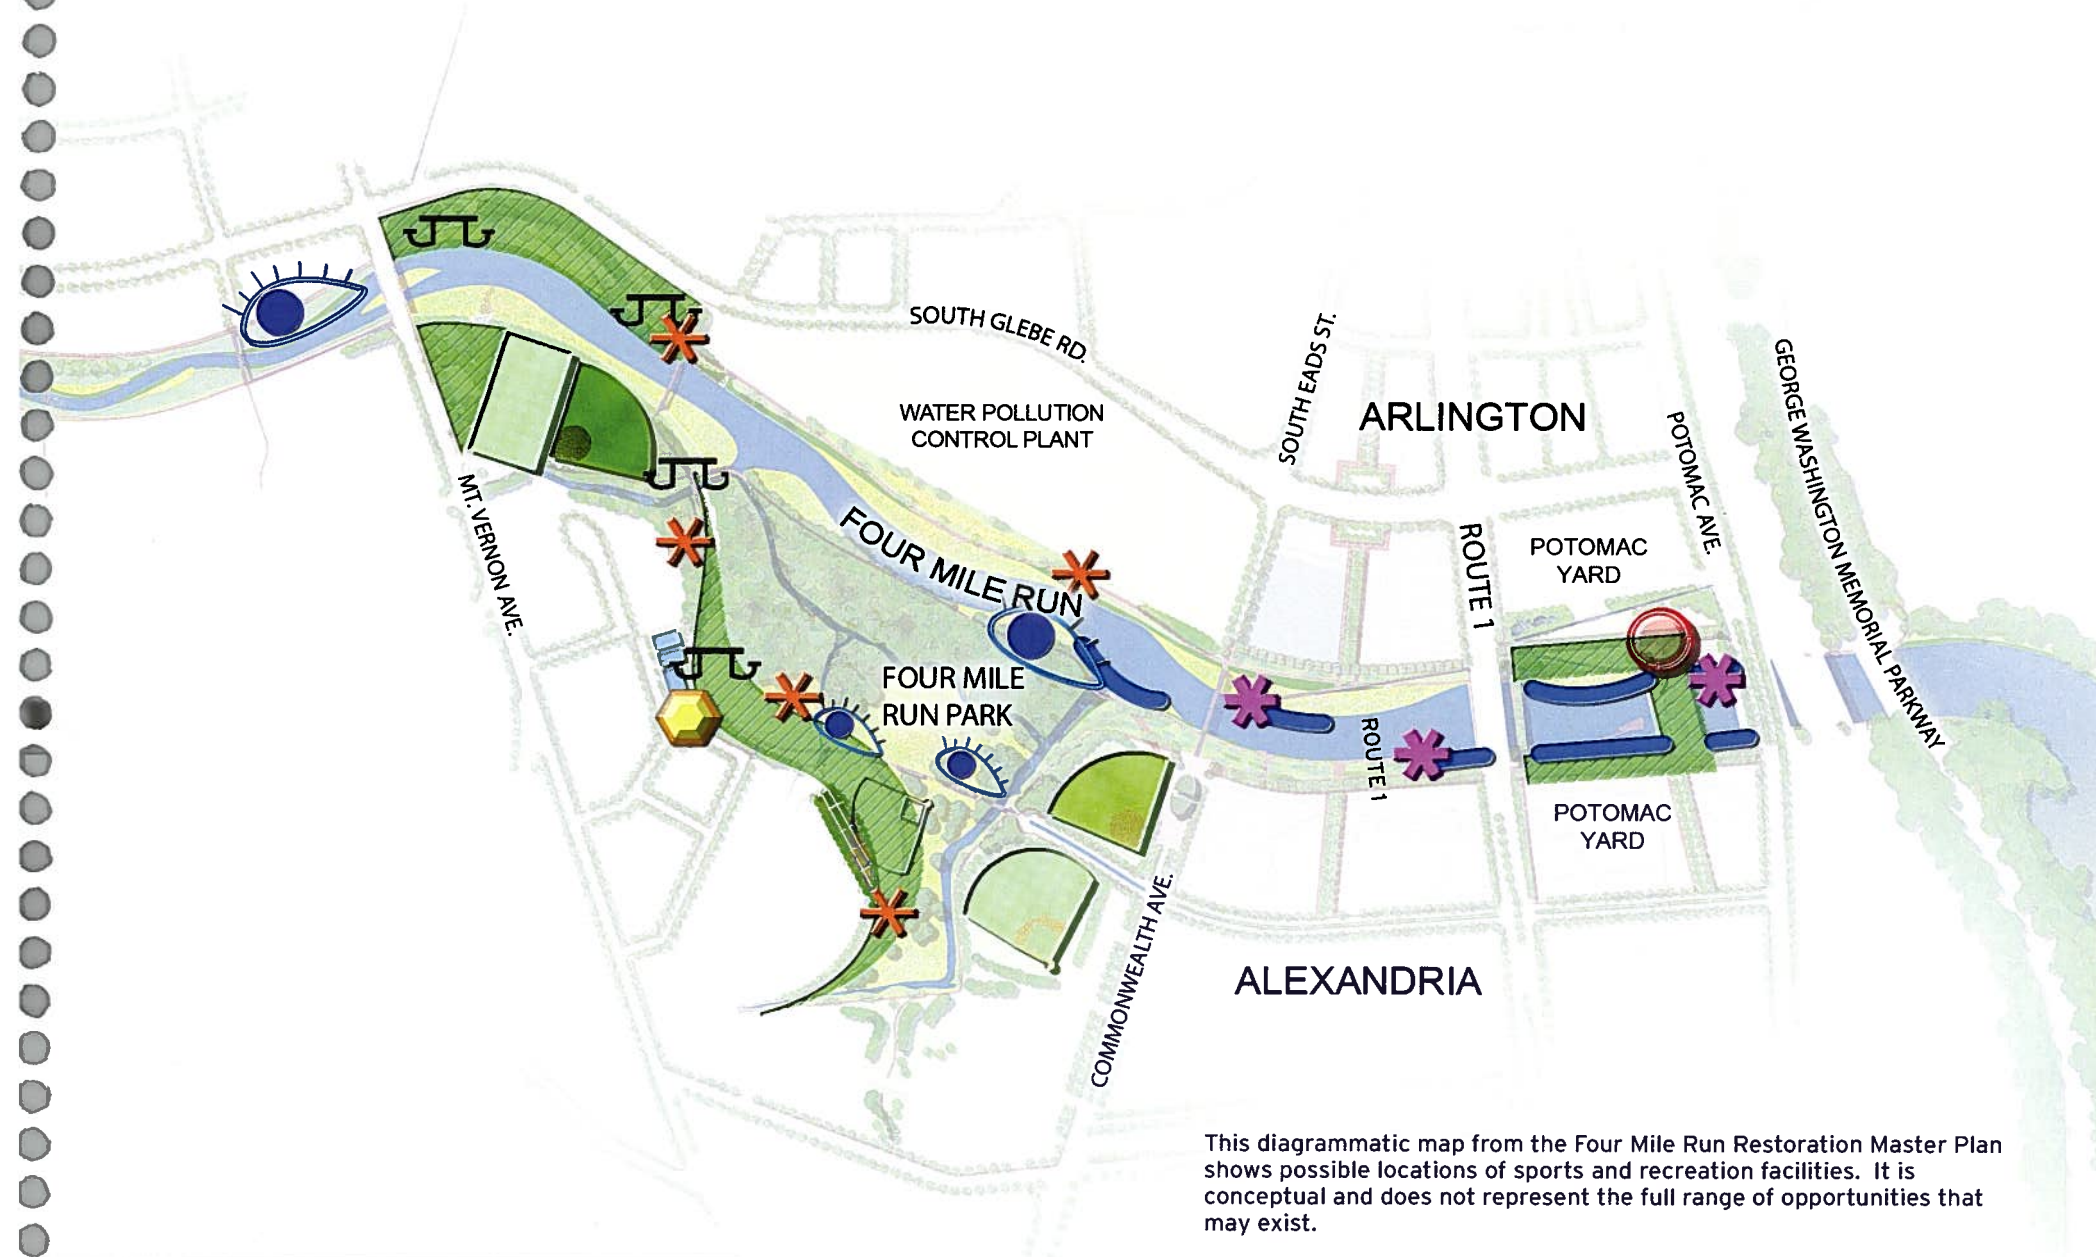 SOUTH GLEBE RD.
SOUTH EADS ST.
GEORGE WASHINGTON MEMORIAL PARKWAY
WATER POLLUTION
CONTROL PLANT
ARLINGTON
POTOMAC AVE.
MT. VERNON AVE.
FOUR MILE RUN
ROUTE 1
POTOMAC
YARD
FOUR MILE
RUN PARK
ROUTE 1
POTOMAC
YARD
COMMONWEALTH AVE.
ALEXANDRIA
This diagrammatic map from the Four Mile Run Restoration Master Plan
shows possible locations of sports and recreation facilities. It is
conceptual and does not represent the full range of opportunities that
may exist.